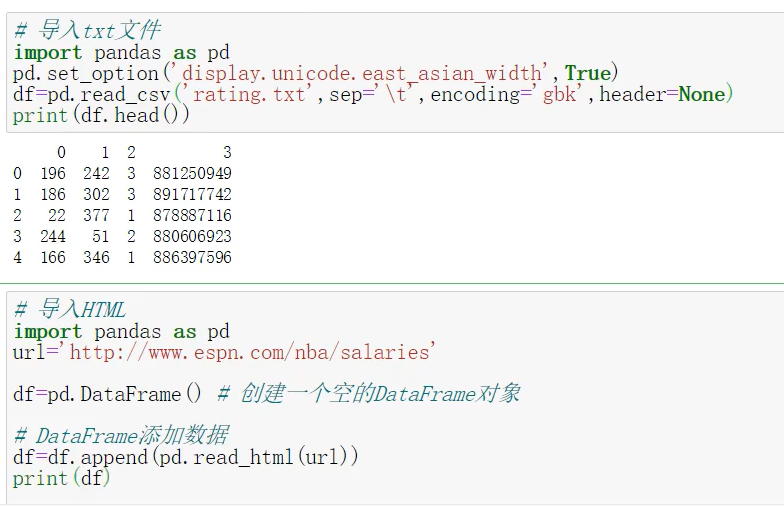 # 导入txt文件
import pandas as pd
pd.set_option('display.unicode.east_asian_width',True)
df=pd.read_csv('rating.txt',sep='\t',encoding='gbk',header=None)
print(df.head())
0 1 2 3
0 196 242 3 881250949
1 186 302 3 891717742
2 22 377 1 878887116
3 244 51 2 880606923
4 166 346 1 886397596
# 导入HTML
import pandas as pd
url='http://www.espn.com/nba/salaries'
df=pd.DataFrame() # 创建一个空的DataFrame对象
# DataFrame添加数据
df=df.append(pd.read_html(url))
print(df)